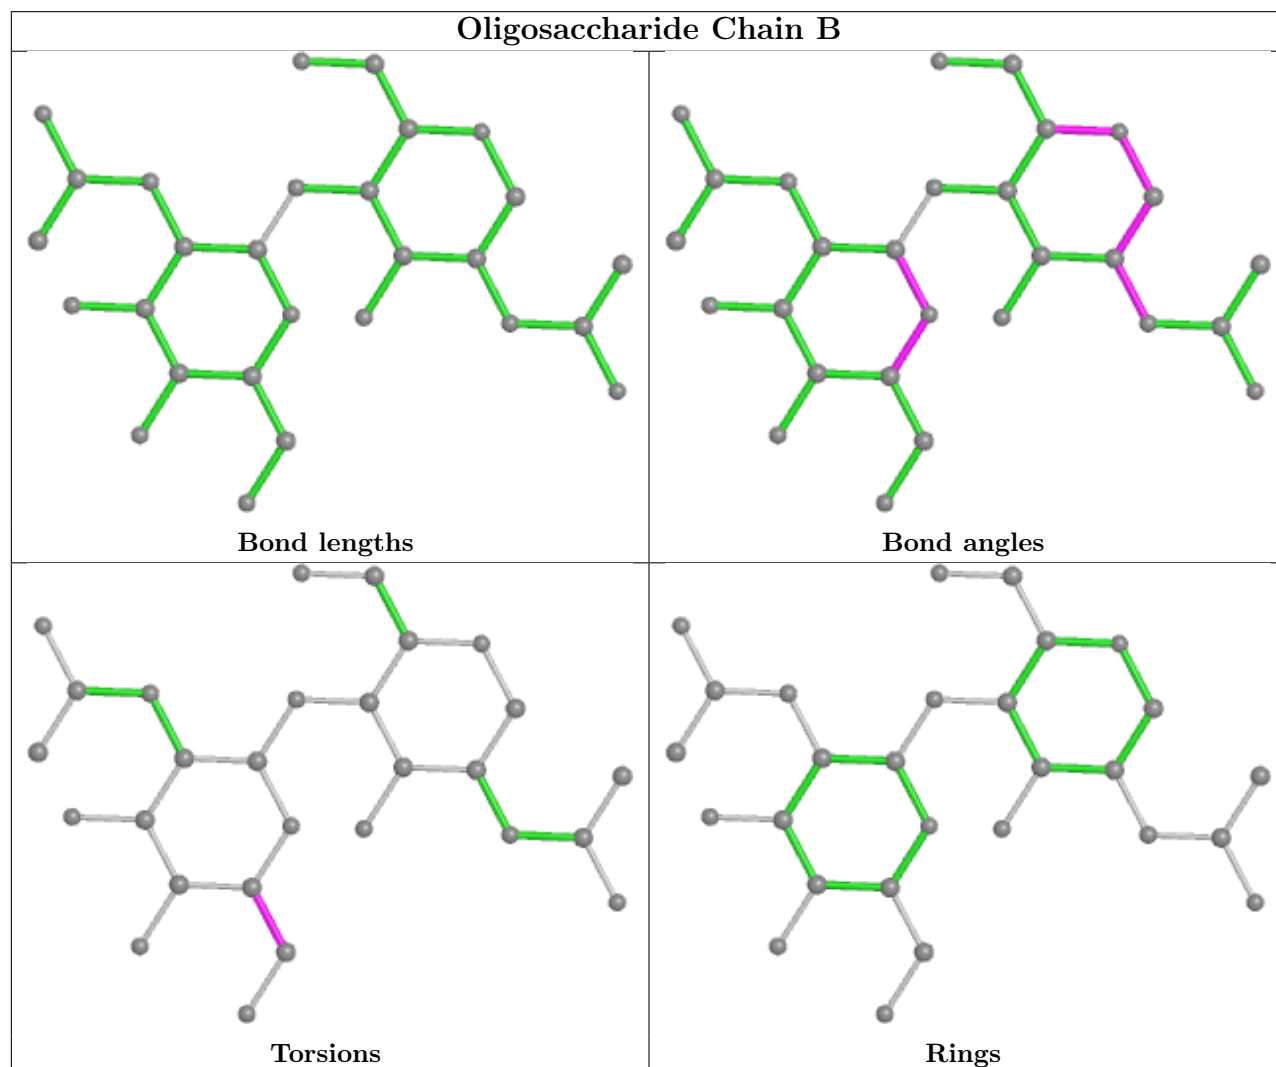 Oligosaccharide Chain B
Bond lengths
Bond angles
Torsions
Rings